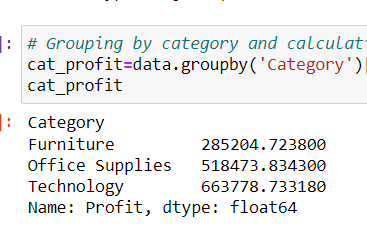 ]: # Grouping by category and calculat
cat_profit=data.groupby('Category')[
cat_profit
]: Category
Furniture 285204.723800
Office Supplies 518473.834300
Technology 663778.733180
Name: Profit, dtype: float64